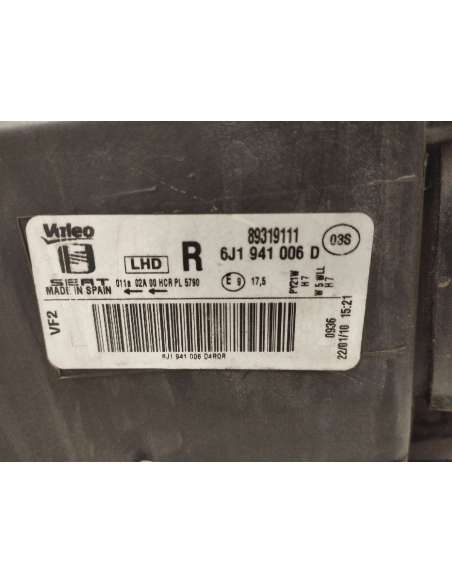 Valeo
89319111
LHD
R
6J1 941 006 D
03S
SEAT
MADE IN SPAIN
011a 02A 00 HCR PL 5790
E 9 17,5
PY21W
H7
W 5 W LL
H7
VF2
0936
22/01/10 15:21
6J1 941 006 D4R0R